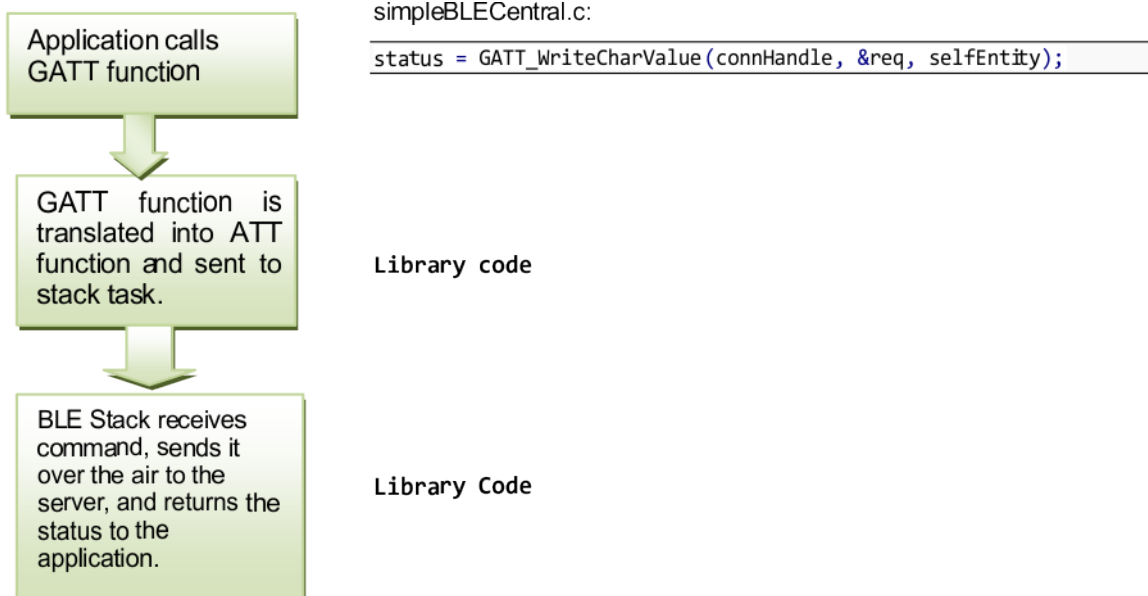 simpleBLECentral.c:
Application calls
GATT function
status = GATT_WriteCharValue(connHandle, &req, selfEntity);
GATT function is
translated into ATT
function and sent to
stack task.
Library code
BLE Stack receives
command, sends it
over the air to the
server, and returns the
status to the
application.
Library Code